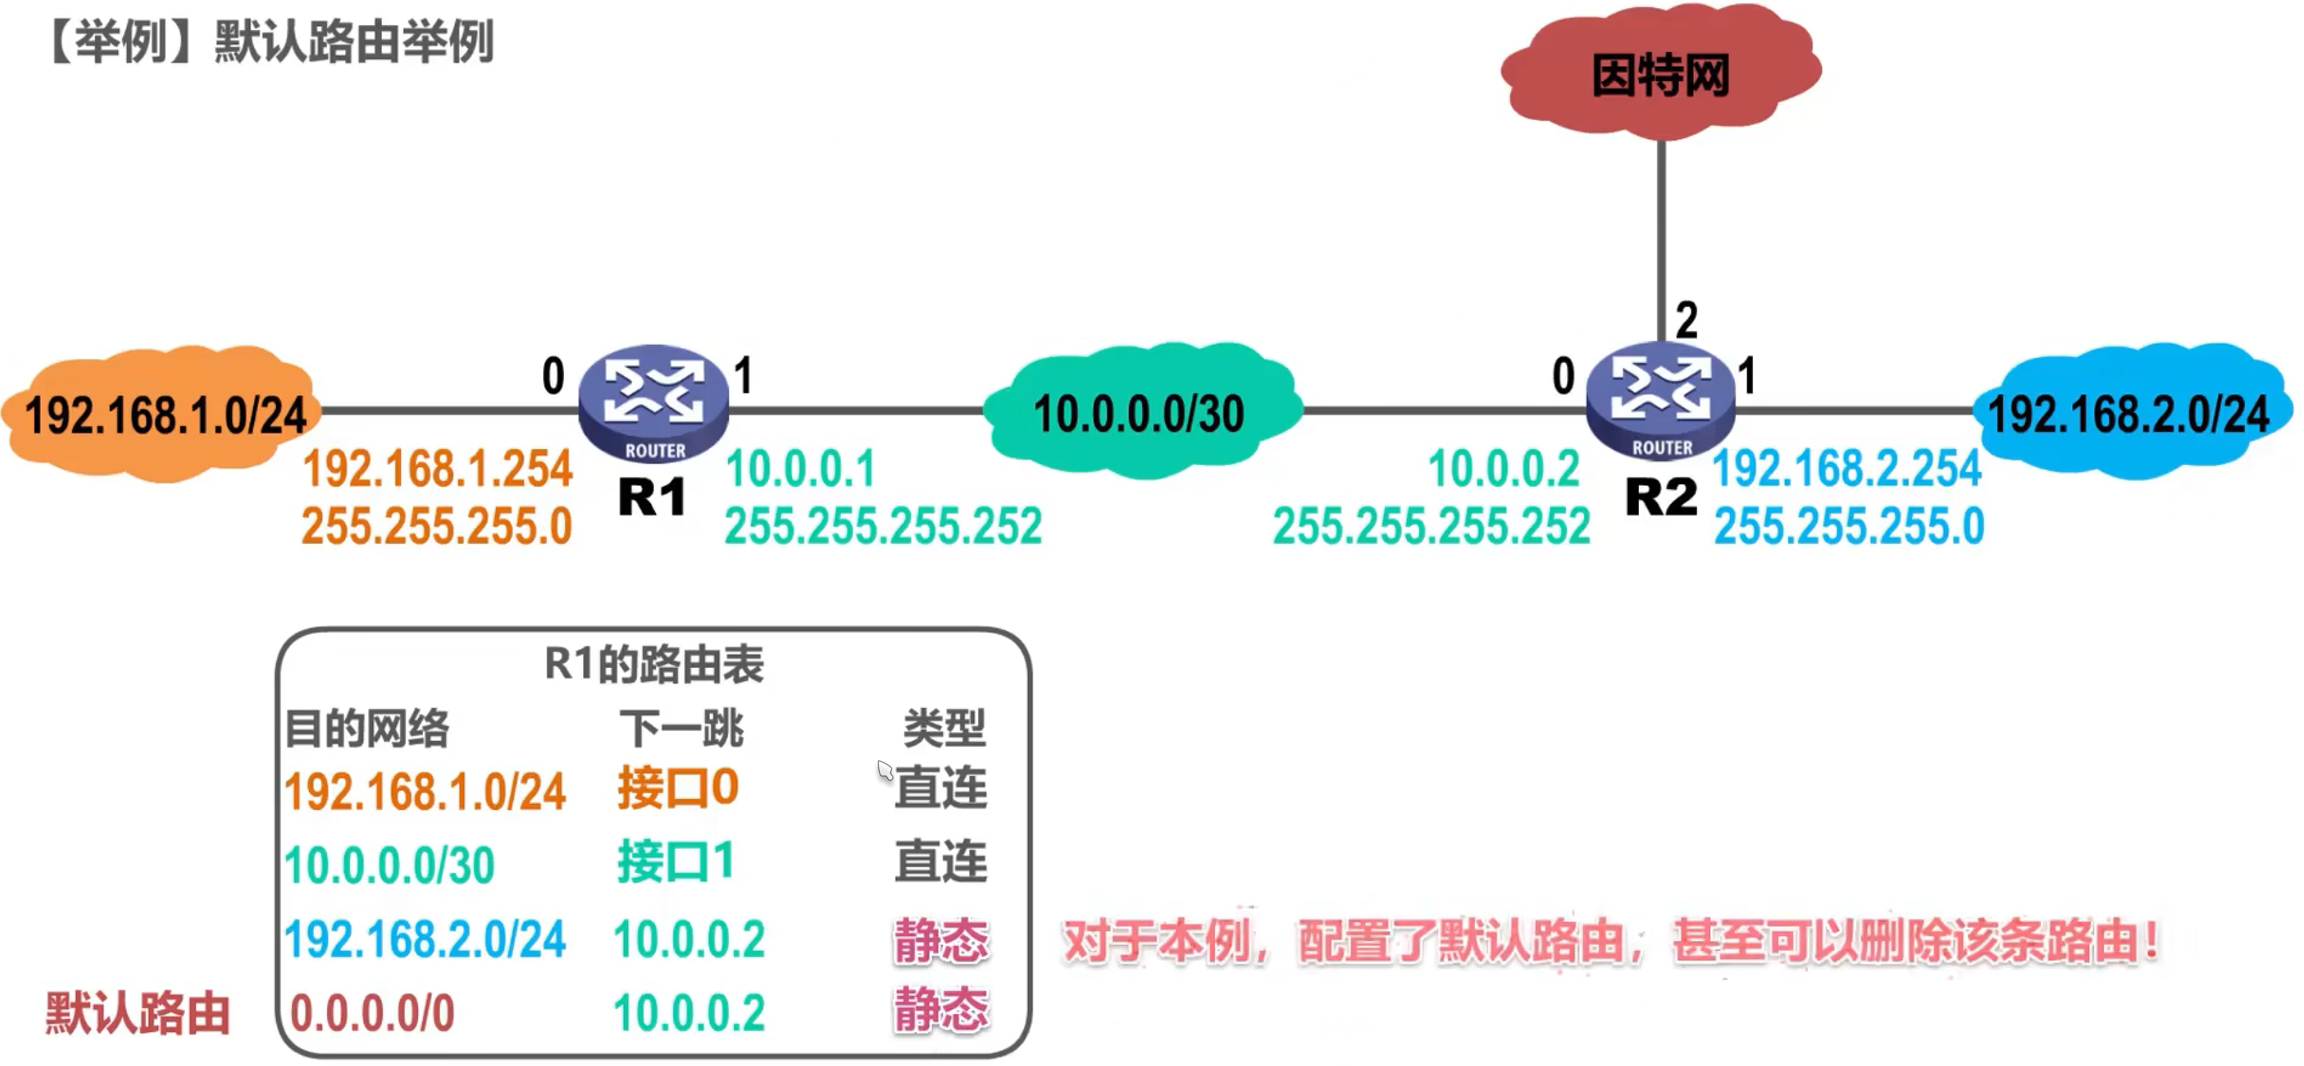 【举例】默认路由举例
因特网
2
0
1
0
1
192.168.1.0/24
10.0.0.0/30
192.168.2.0/24
ROUTER
ROUTER
192.168.1.254
255.255.255.0
R1
10.0.0.1
255.255.255.252
10.0.0.2
255.255.255.252
R2
192.168.2.254
255.255.255.0
R1的路由表
目的网络 下一跳 类型
192.168.1.0/24 接口0 直连
10.0.0.0/30 接口1 直连
192.168.2.0/24 10.0.0.2 静态
对于本例，配置了默认路由，甚至可以删除该条路由！
默认路由
0.0.0.0/0 10.0.0.2 静态